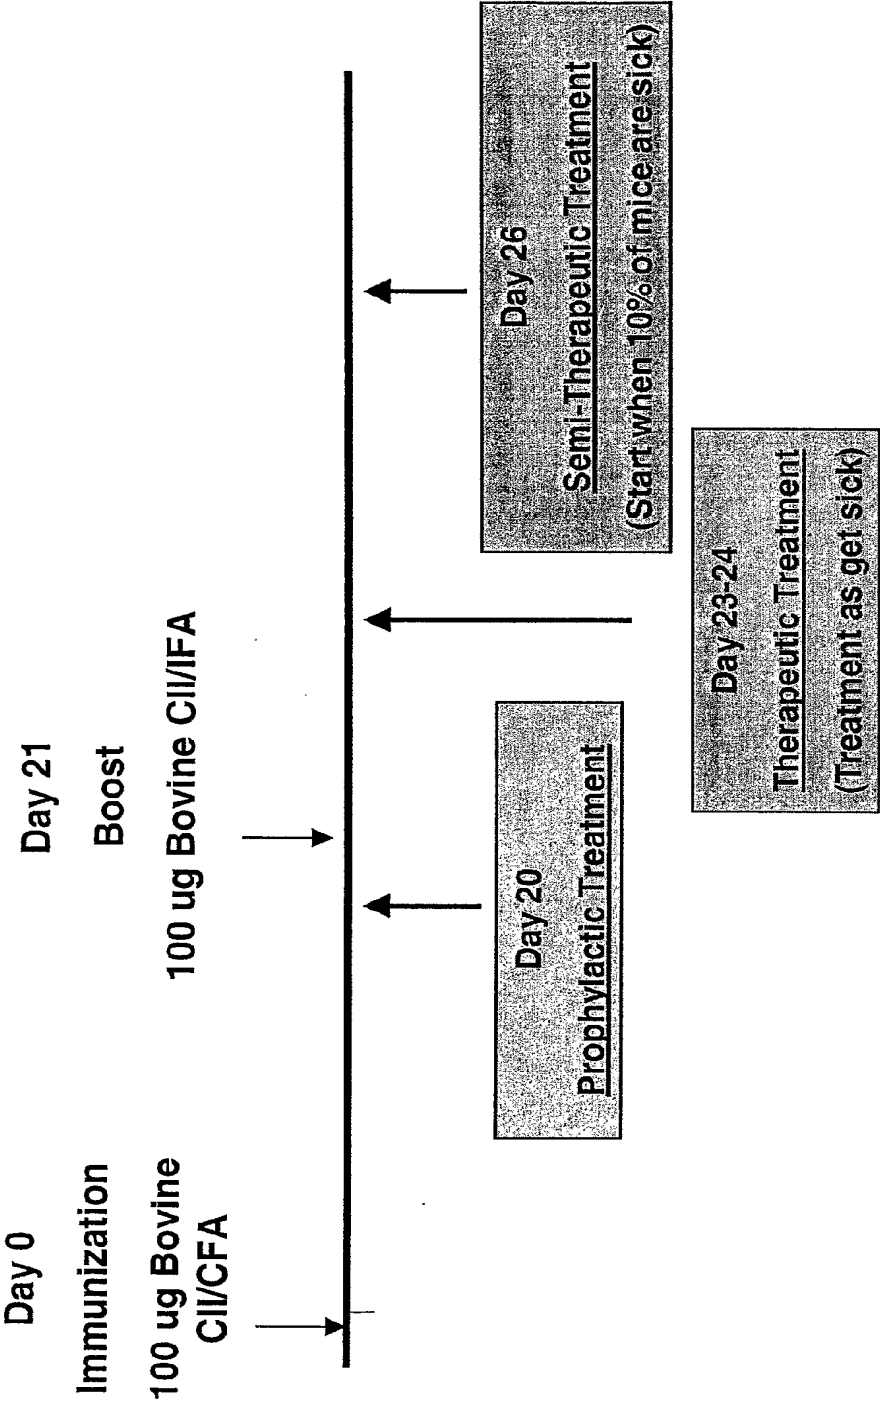 Day 0
Immunization
100 ug Bovine
CII/CFA
Day 21
Boost
100 ug Bovine CII/IFA
Day 20
Prophylactic Treatment
Day 23-24
Therapeutic Treatment
(Treatment as get sick)
Day 26
Semi-Therapeutic Treatment
(Start when 10% of mice are sick)